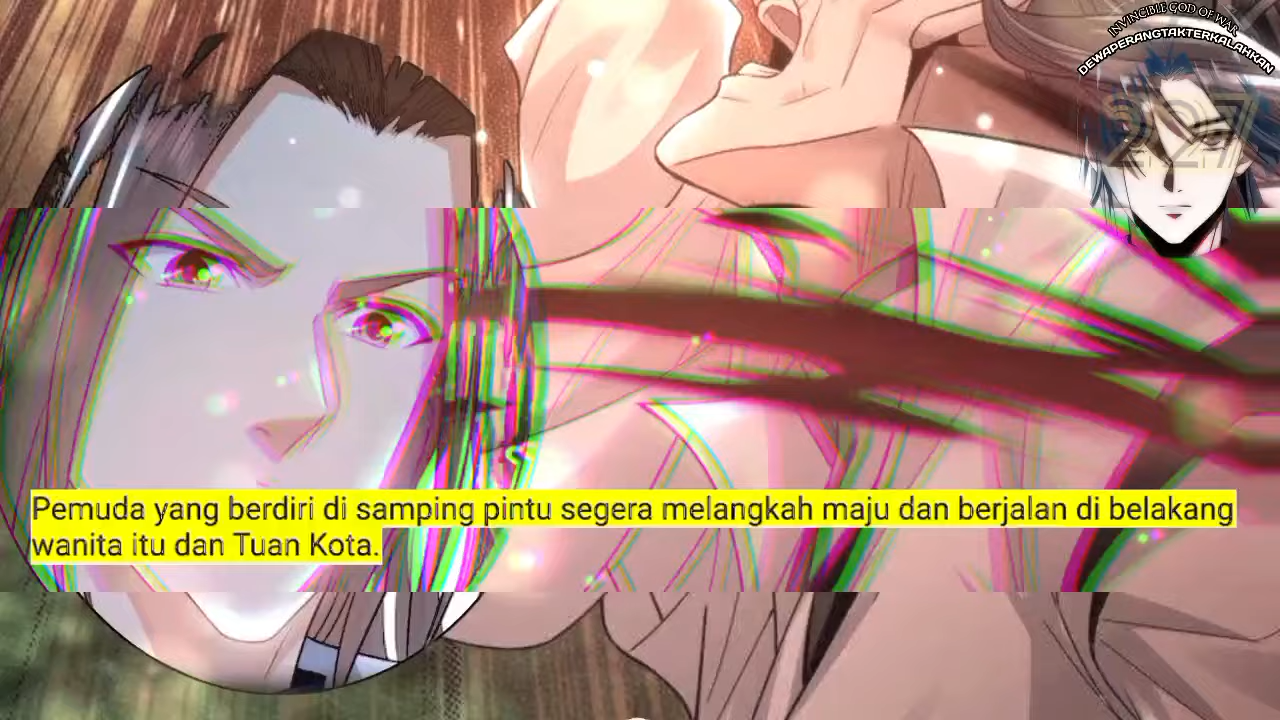 INVINCIBLE GOD OF WAR
DEWAPERANGTAKTERKALAHKAN
227
Pemuda yang berdiri di samping pintu segera melangkah maju dan berjalan di belakang
wanita itu dan Tuan Kota.